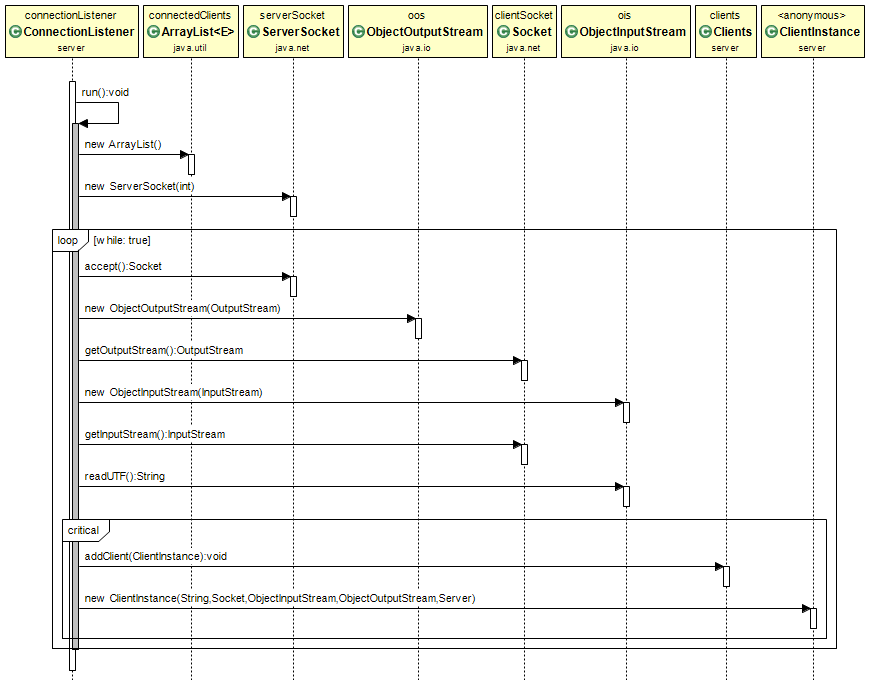 connectionListener connectedClients serverSocket oos clientSocket ois clients <anonymous>
C ConnectionListener C ArrayList<E> C ServerSocket C ObjectOutputStream C Socket C ObjectInputStream C Clients C ClientInstance
server java.util java.net java.io java.net java.io server server
run():void
new ArrayList()
new ServerSocket(int)
loop [while: true]
accept():Socket
new ObjectOutputStream(OutputStream)
getOutputStream():OutputStream
new ObjectInputStream(InputStream)
getInputStream():InputStream
readUTF():String
critical
addClient(ClientInstance):void
new ClientInstance(String,Socket,ObjectInputStream,ObjectOutputStream,Server)